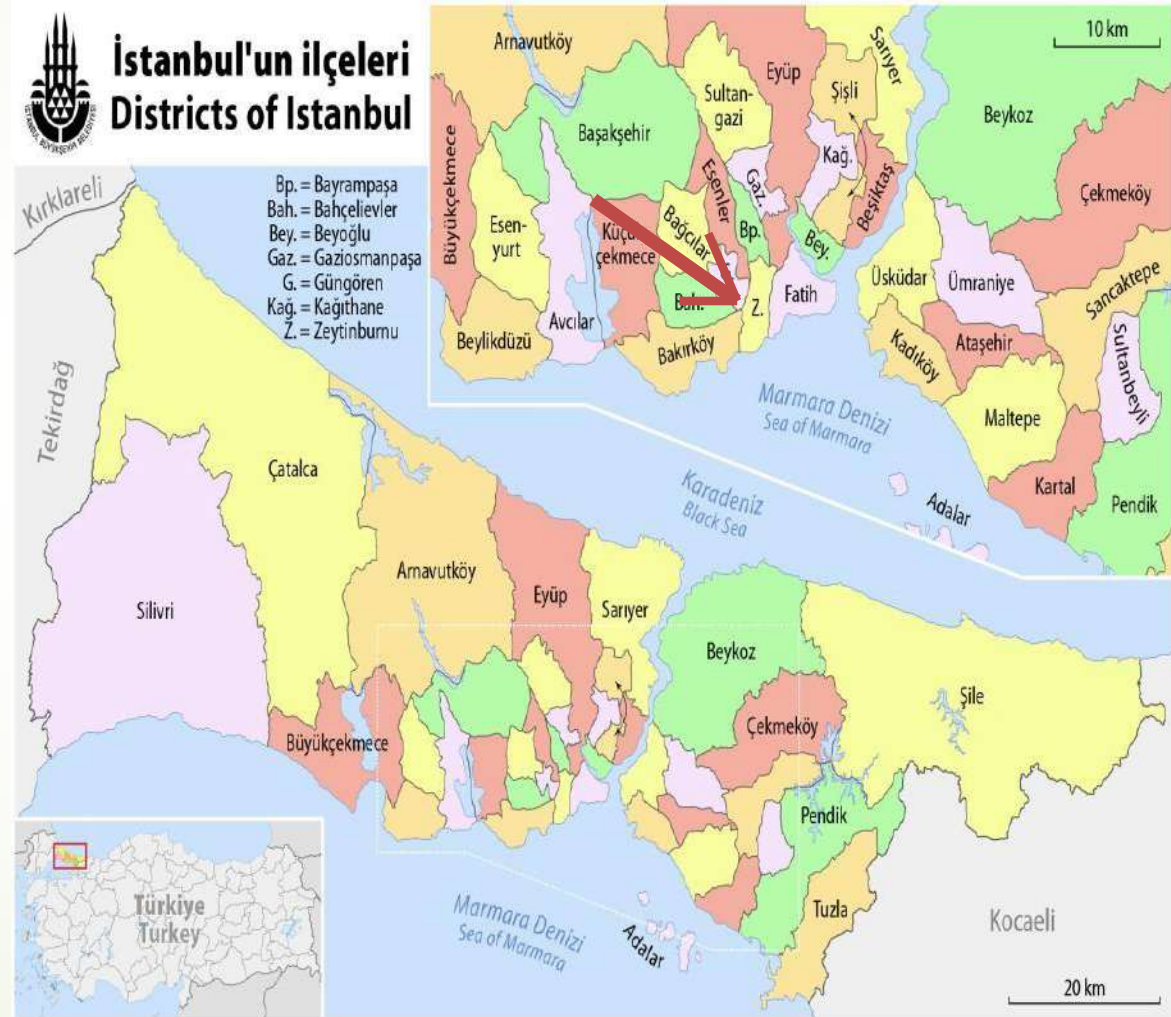 İstanbul'un ilçeleri
Districts of Istanbul
İSTANBUL BÜYÜKŞEHİR BELEDİYESİ
Bp. = Bayrampaşa
Bah. = Bahçelievler
Bey. = Beyoğlu
Gaz. = Gaziosmanpaşa
G. = Güngören
Kağ. = Kağıthane
Z. = Zeytinburnu
10 km
Arnavutköy
Büyükçekmece
Esen-
yurt
Beylikdüzü
Başakşehir
Avcılar
Sultan-
gazi
Eyüp
Şişli
Sarıyer
Beykoz
Çekmeköy
Esenler
Gaz.
Kağ.
Beşiktaş
Bağcılar
Bp.
Bey.
çekmece
Bah.
Bakırköy
Z.
Fatih
Üsküdar
Ümraniye
Sancaktepe
Kadıköy
Ataşehir
Sultanbeyli
Maltepe
Kartal
Pendik
Adalar
Marmara Denizi
Sea of Marmara
Kırklareli
Tekirdağ
Karadeniz
Black Sea
Çatalca
Silivri
Arnavutköy
Eyüp
Sarıyer
Beykoz
Şile
Çekmeköy
Büyükçekmece
Pendik
Tuzla
Adalar
Marmara Denizi
Sea of Marmara
Kocaeli
Türkiye
Turkey
20 km